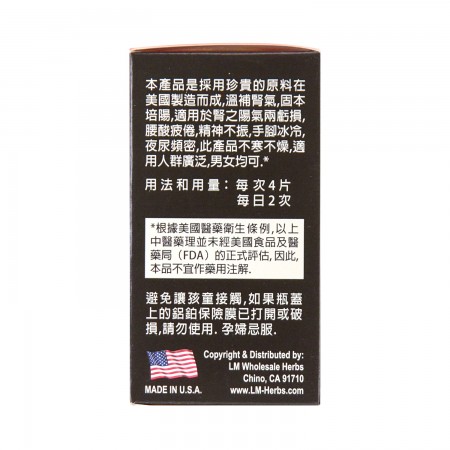 本產品是採用珍貴的原料在
美國製造而成,溫補腎氣,固本
培陽,適用於腎之陽氣兩虧損,
腰酸疲倦,精神不振,手腳冰冷,
夜尿頻密,此產品不寒不燥,適
用人群廣泛,男女均可.*
用法和用量: 每次4片
每日2次
*根據美國醫藥衛生條例,以上
中醫藥理並未經美國食品及醫
藥局（FDA）的正式評估,因此,
本品不宜作藥用注解.
避免讓孩童接觸,如果瓶蓋
上的鋁鉑保險膜已打開或破
損,請勿使用. 孕婦忌服.
Copyright & Distributed by:
LM Wholesale Herbs
Chino, CA 91710
www.LM-Herbs.com
MADE IN U.S.A.